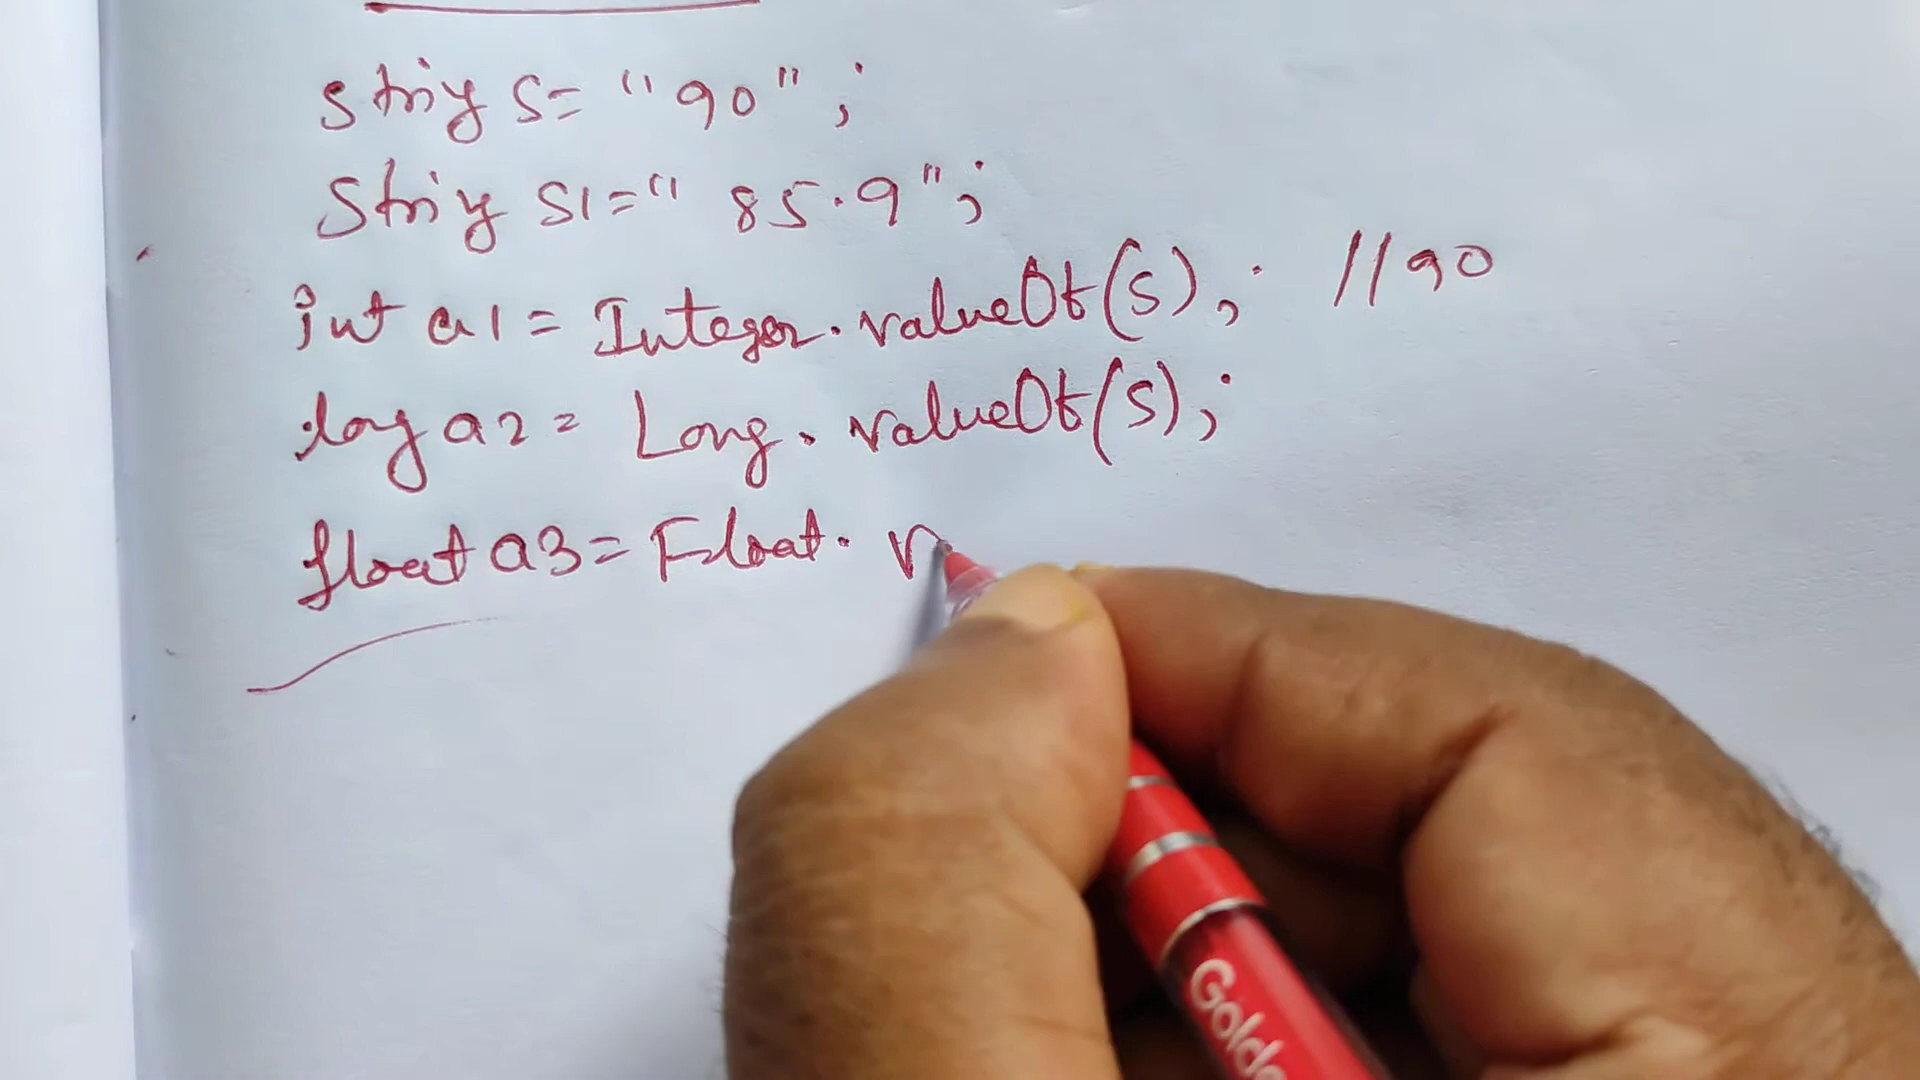 String S = "90";
String S1 = "85.9";
int a1 = Integer.valueOf(S); //90
long a2 = Long.valueOf(S);
float a3 = Float. v
Golde